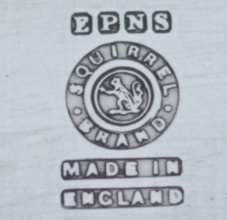 EPNS
SQUIRREL
BRAND
MADE IN
ENGLAND